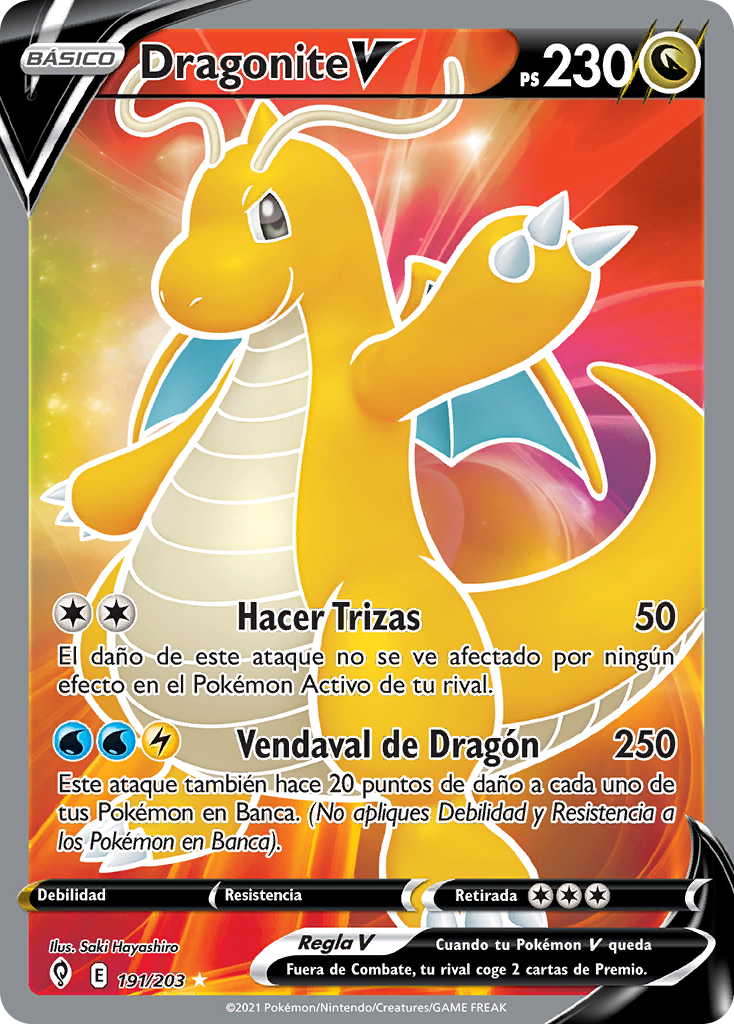 BÁSICO
Dragonite V
PS 230
Hacer Trizas 50
El daño de este ataque no se ve afectado por ningún
efecto en el Pokémon Activo de tu rival.
Vendaval de Dragón 250
Este ataque también hace 20 puntos de daño a cada uno de
tus Pokémon en Banca. (No apliques Debilidad y Resistencia a
los Pokémon en Banca).
Debilidad Resistencia Retirada
Ilus. Saki Hayashiro
Regla V Cuando tu Pokémon V queda
Fuera de Combate, tu rival coge 2 cartas de Premio.
E 191/203 ★
©2021 Pokémon/Nintendo/Creatures/GAME FREAK